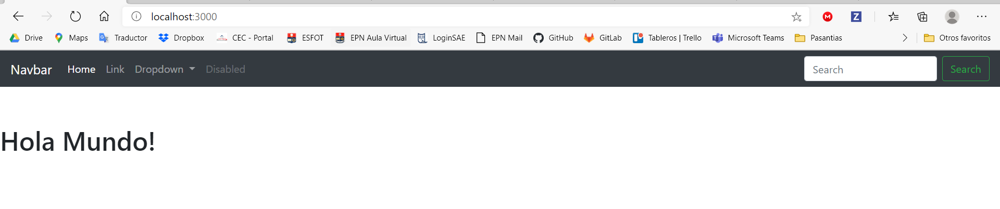 localhost:3000
Drive Maps Traductor Dropbox CEC - Portal ESFOT EPN Aula Virtual LoginSAE EPN Mail GitHub GitLab Tableros | Trello Microsoft Teams Pasantias Otros favoritos
Navbar Home Link Dropdown Disabled Search Search
Hola Mundo!